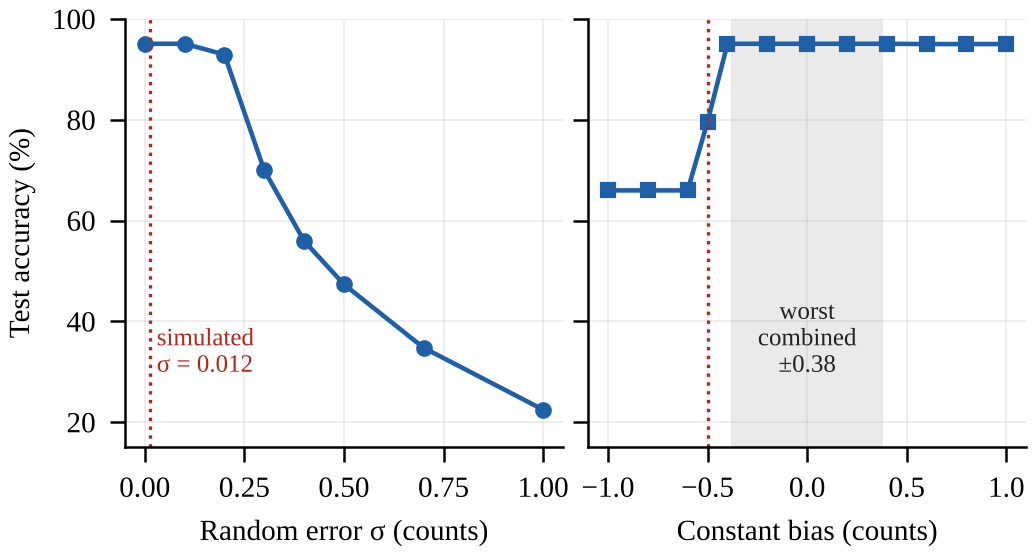 100
80
60
40
20
Test accuracy (%)
simulated
σ = 0.012
0.00 0.25 0.50 0.75 1.00
Random error σ (counts)
worst
combined
±0.38
−1.0 −0.5 0.0 0.5 1.0
Constant bias (counts)